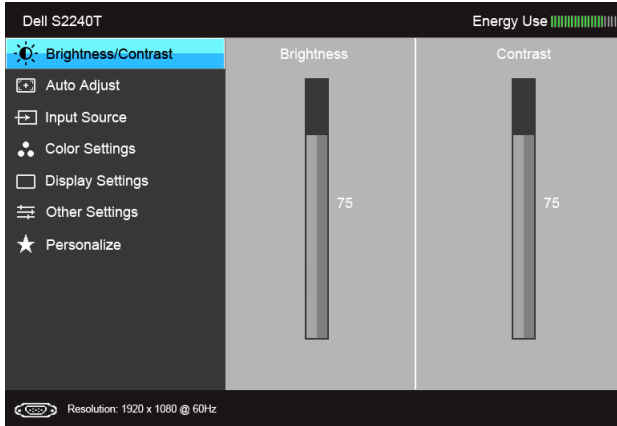 Dell S2240T
Energy Use
Brightness/Contrast
Auto Adjust
Input Source
Color Settings
Display Settings
Other Settings
Personalize
Brightness
Contrast
75
75
Resolution: 1920 x 1080 @ 60Hz